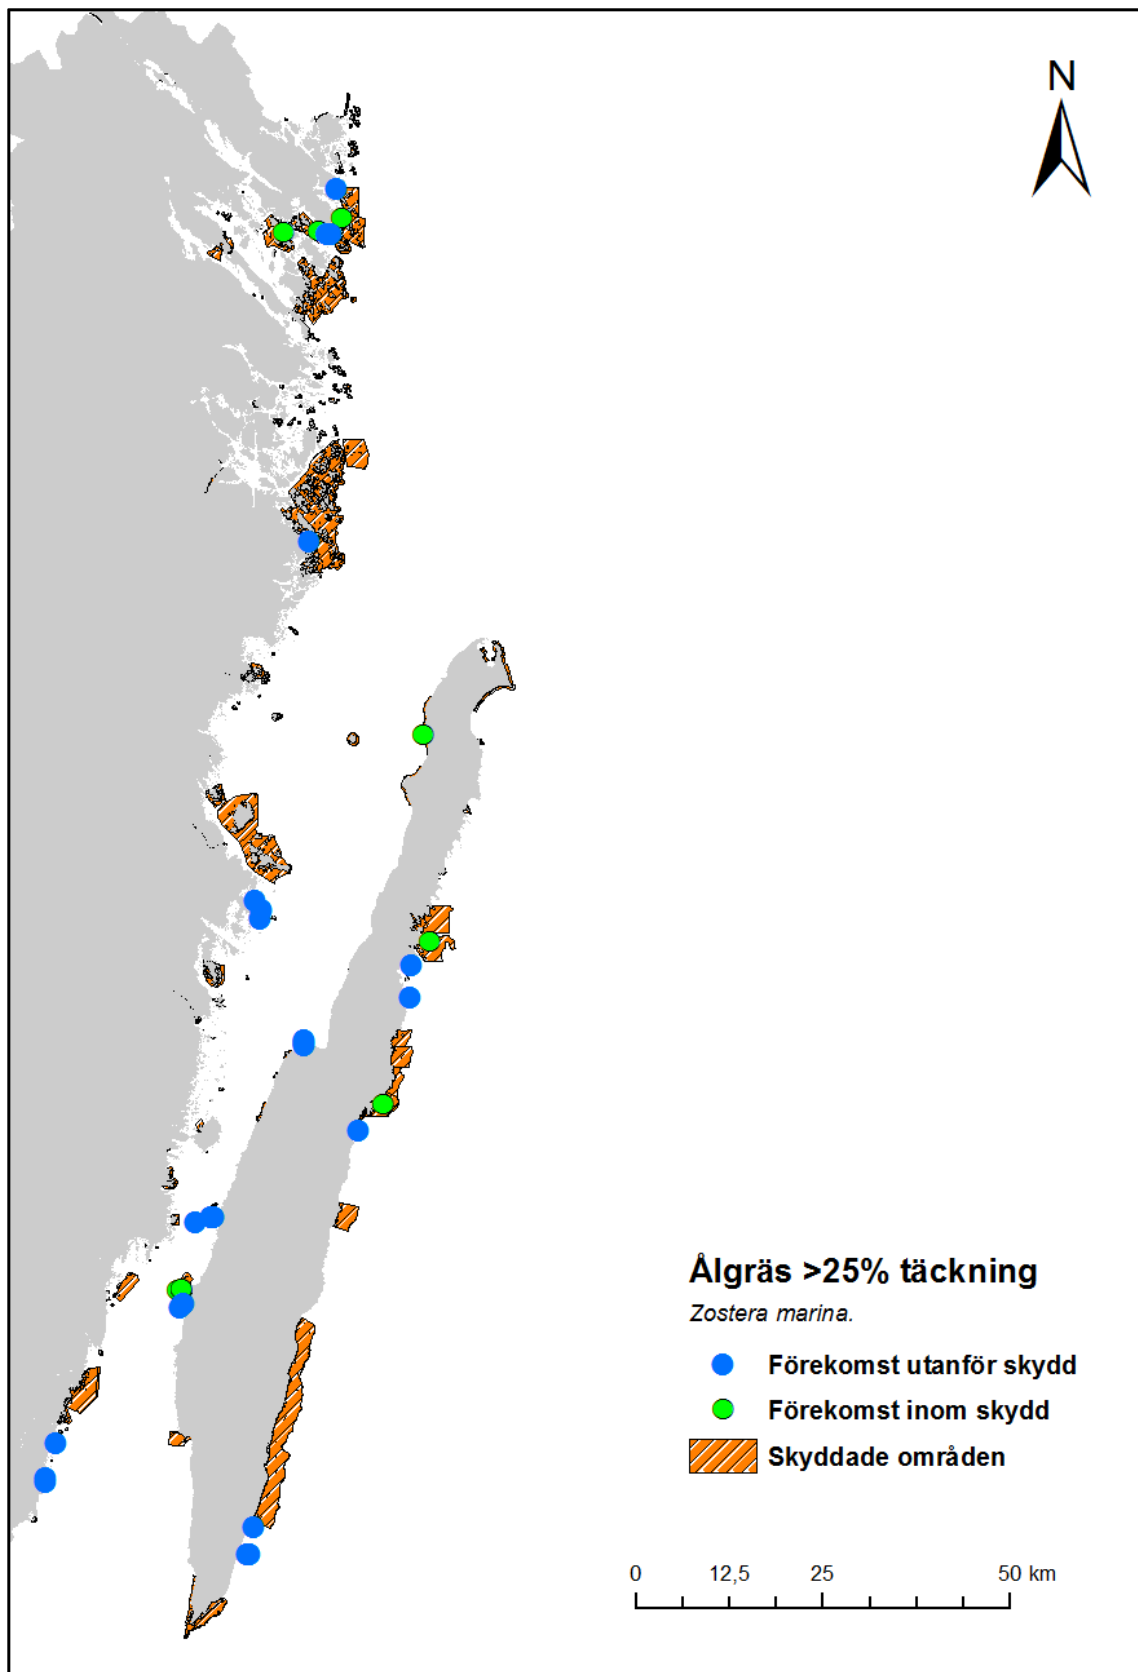 N
Ålgräs >25% täckning
Zostera marina.
Förekomst utanför skydd
Förekomst inom skydd
Skyddade områden
0 12,5 25 50 km